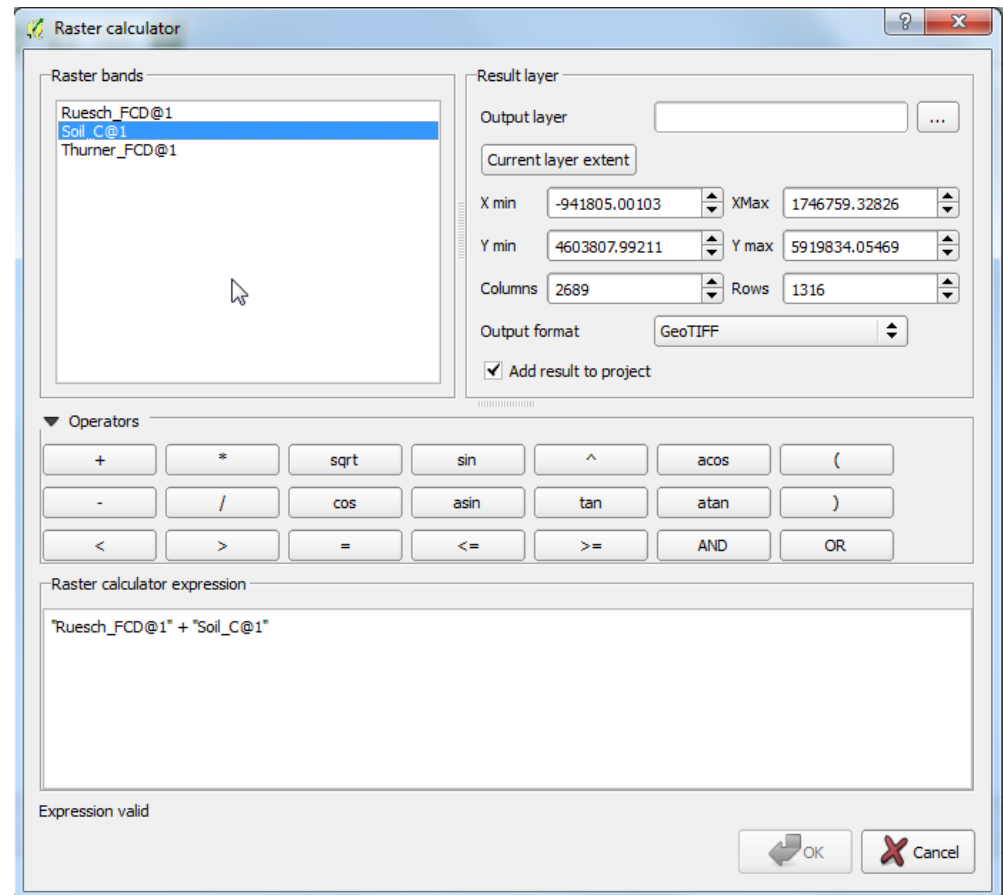 Raster calculator
?
X
Raster bands
Ruesch_FCD@1
Soil_C@1
Thurner_FCD@1
Result layer
Output layer
...
Current layer extent
X min -941805.00103 XMax 1746759.32826
Y min 4603807.99211 Y max 5919834.05469
Columns 2689 Rows 1316
Output format GeoTIFF
Add result to project
Operators
+ * sqrt sin ^ acos (
- / cos asin tan atan )
< > = <= >= AND OR
Raster calculator expression
"Ruesch_FCD@1" + "Soil_C@1"
Expression valid
OK Cancel